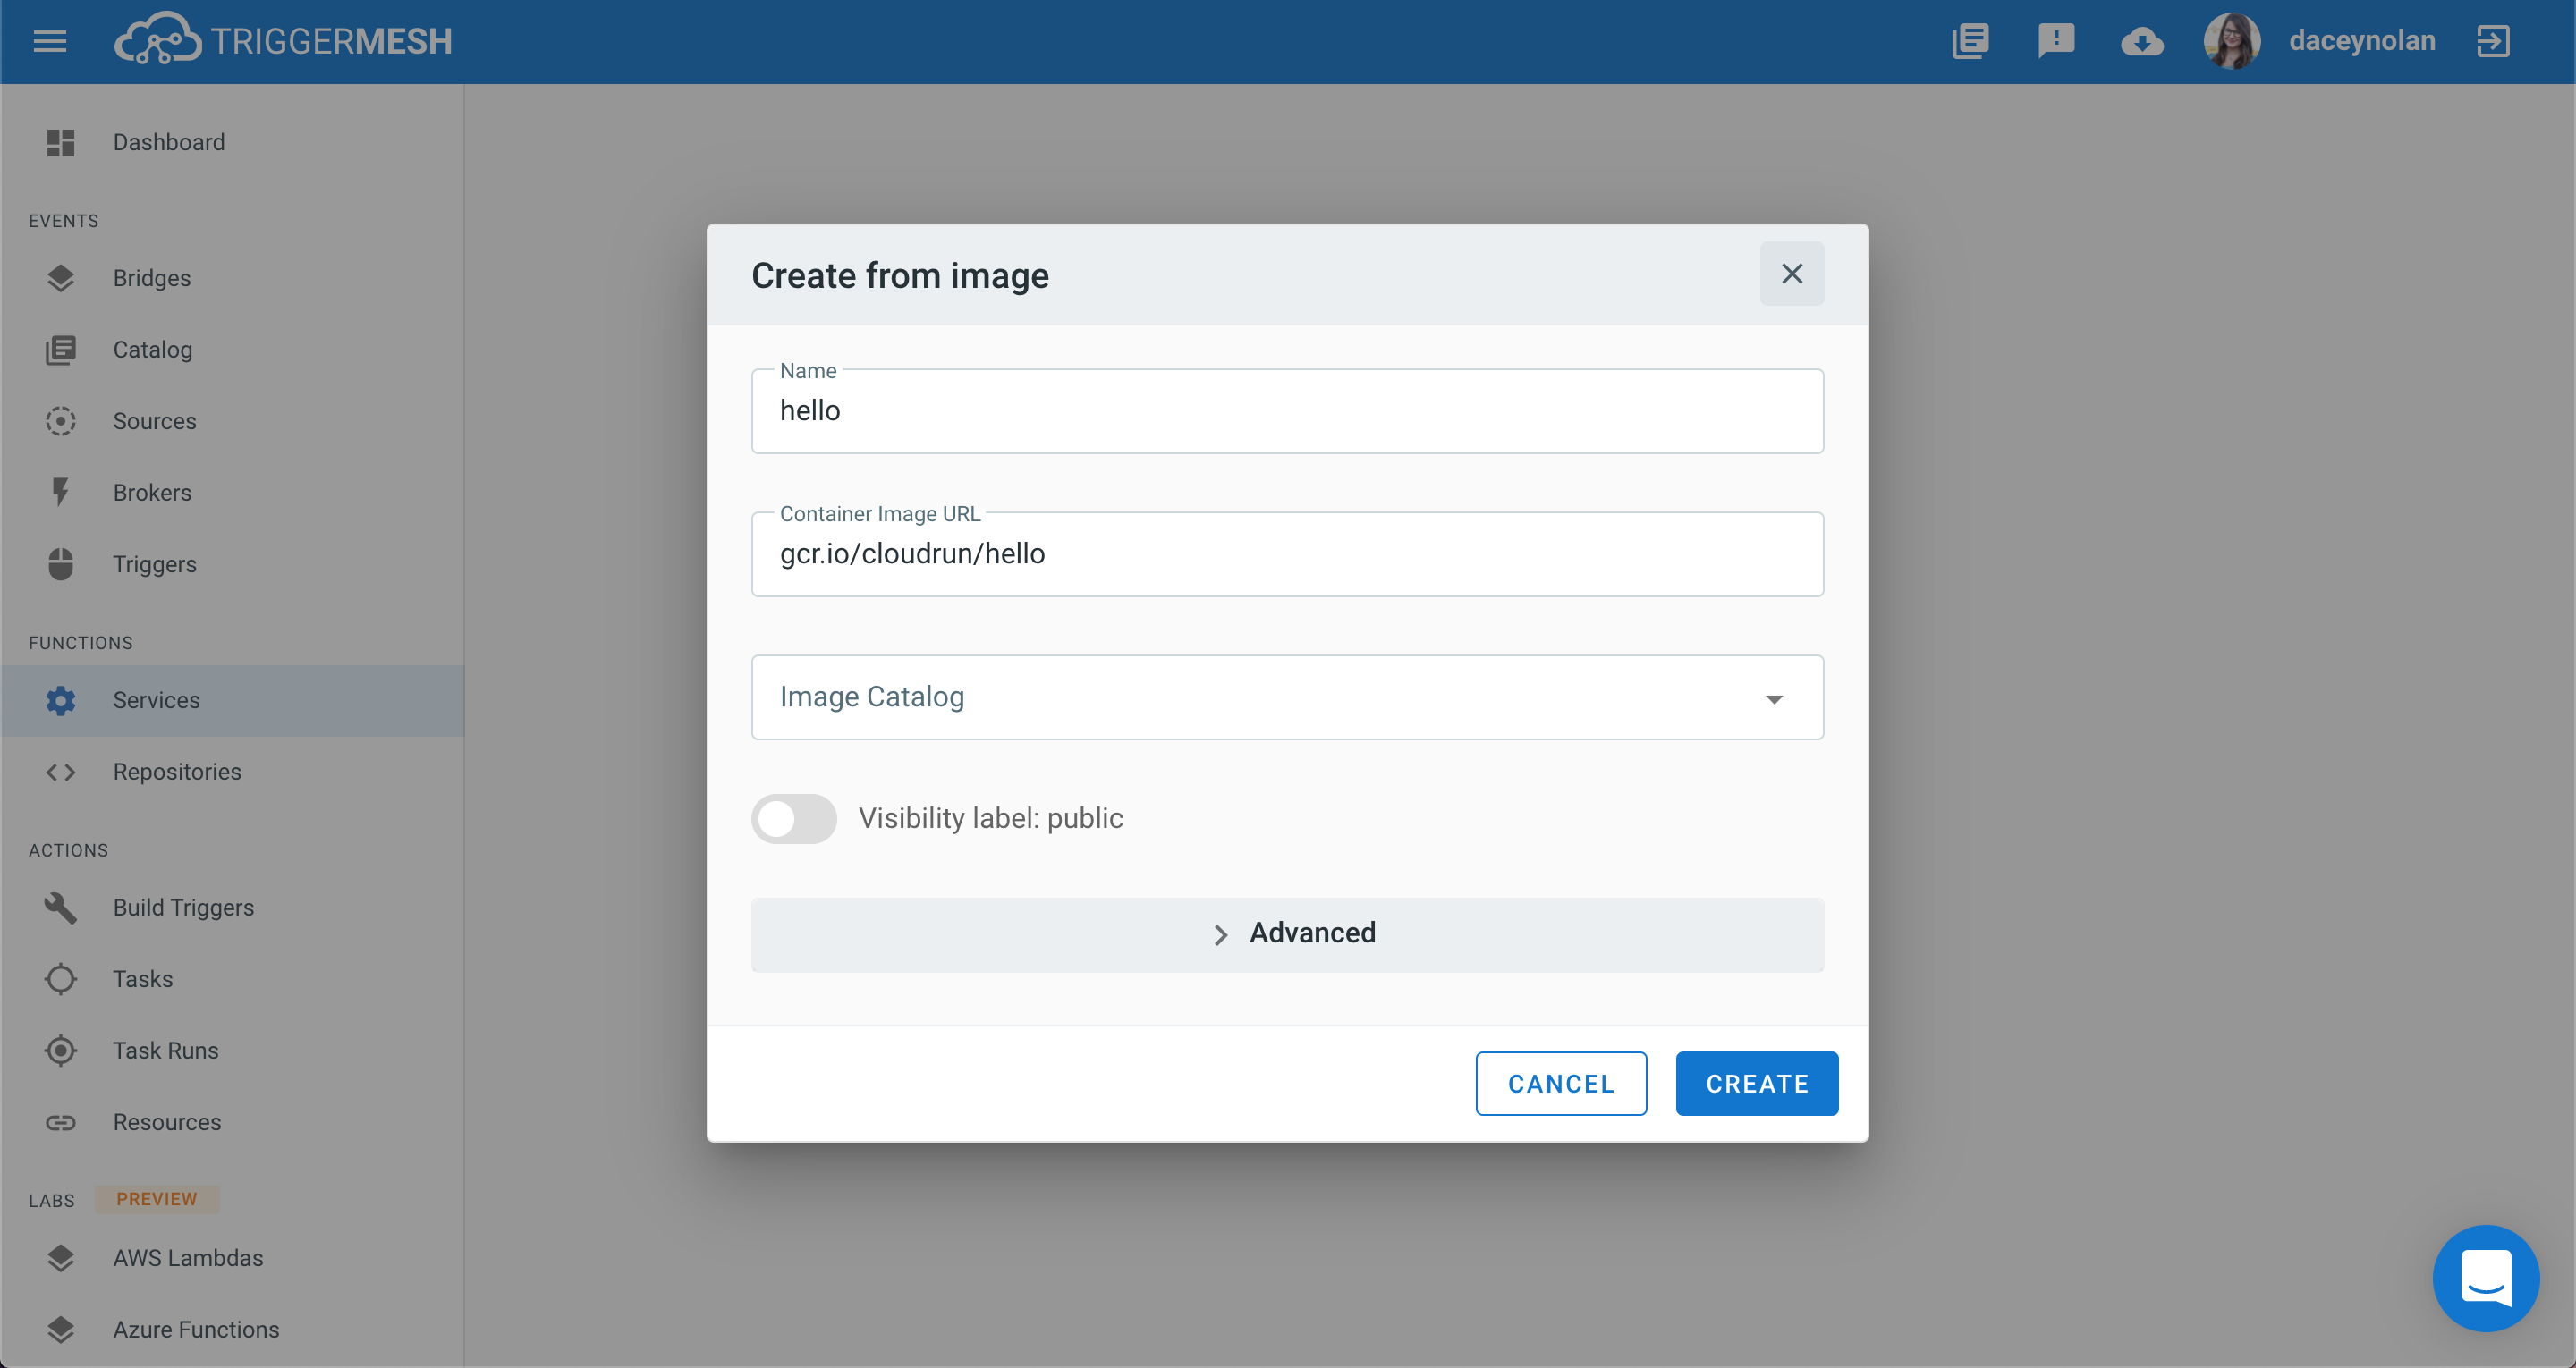 TRIGGERMESH
daceynolan
Dashboard
EVENTS
Bridges
Catalog
Sources
Brokers
Triggers
FUNCTIONS
Services
Repositories
ACTIONS
Build Triggers
Tasks
Task Runs
Resources
LABS PREVIEW
AWS Lambdas
Azure Functions
Create from image
Name
hello
Container Image URL
gcr.io/cloudrun/hello
Image Catalog
Visibility label: public
Advanced
CANCEL CREATE